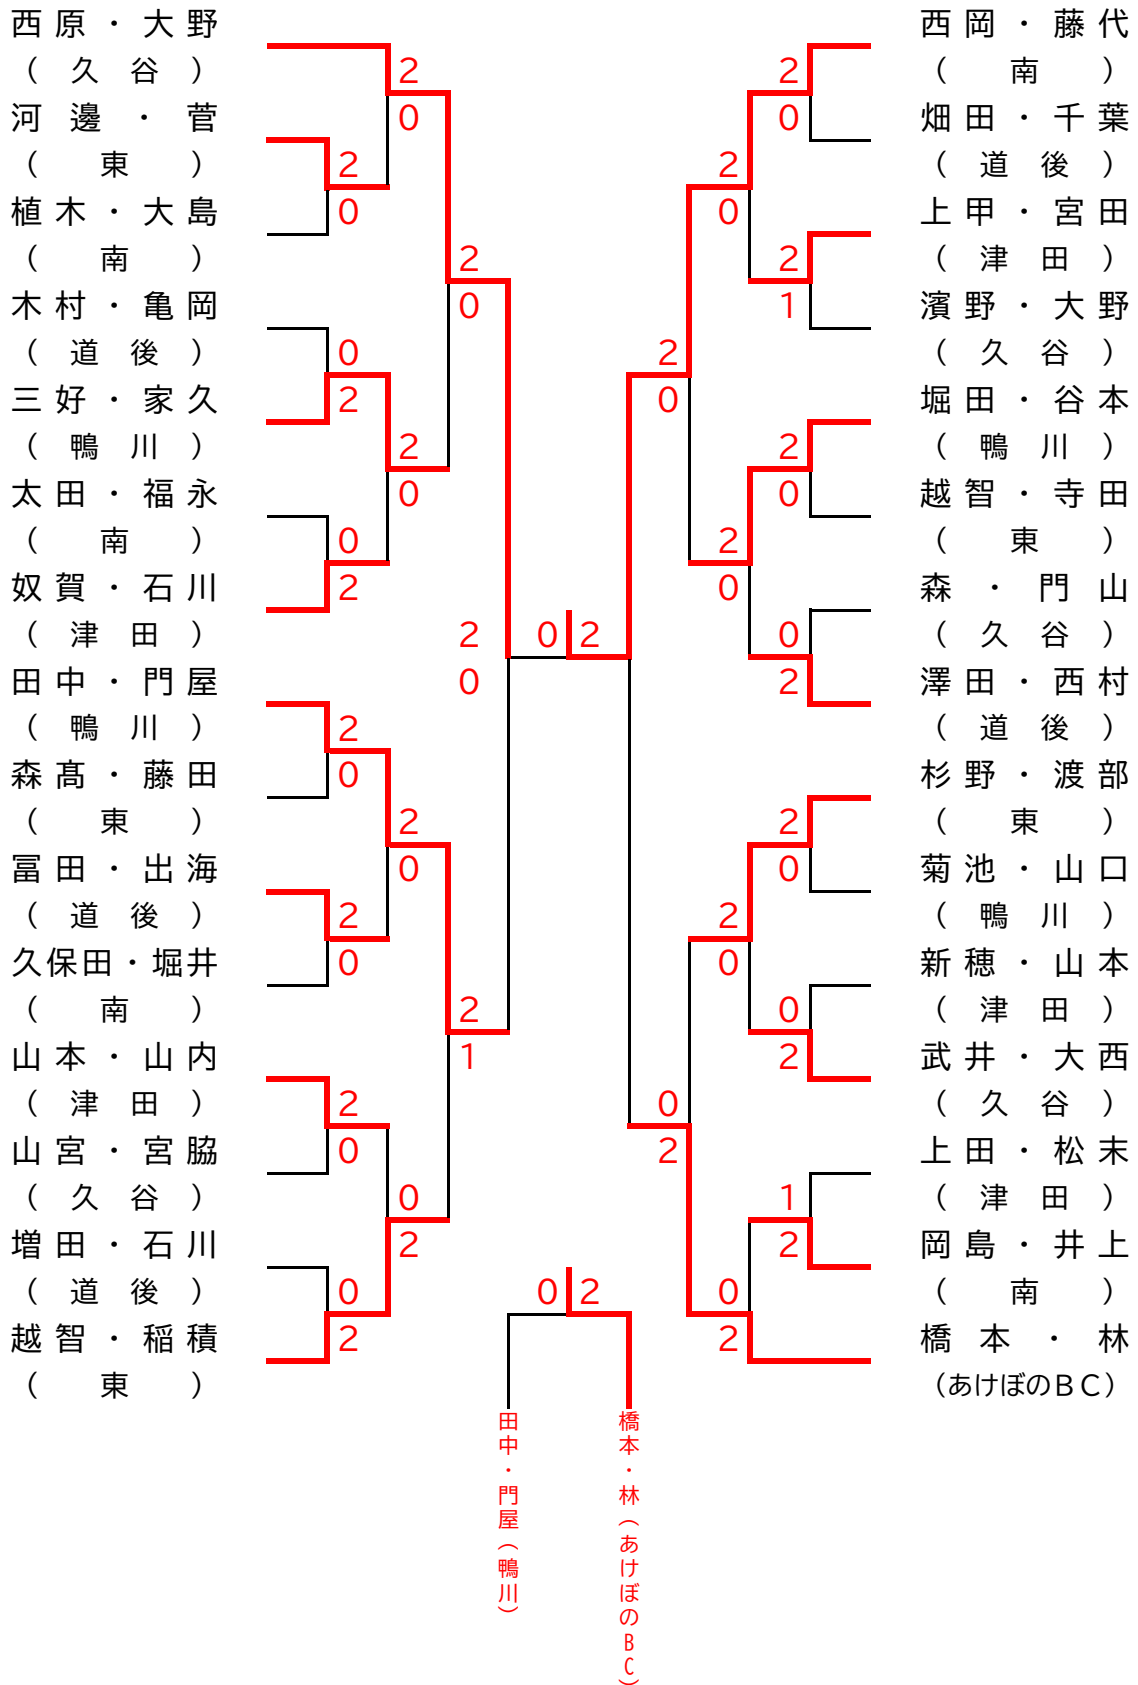 西原・大野
（久谷）
河邊・菅
（東）
植木・大島
（南）
木村・亀岡
（道後）
三好・家久
（鴨川）
太田・福永
（南）
奴賀・石川
（津田）
田中・門屋
（鴨川）
森髙・藤田
（東）
冨田・出海
（道後）
久保田・堀井
（南）
山本・山内
（津田）
山宮・宮脇
（久谷）
増田・石川
（道後）
越智・稲積
（東）
2
0
2
0
0
2
0
2
2
0
2
0
2
0
0
2
2
0
2
0
0
2
2
0
2
1
2
0
0 2
0 2
田中・門屋（鴨川）
橋本・林（あけぼのBC）
2
0
0
2
2
0
2
0
2
0
0
2
2
0
2
1
2
0
0
2
2
0
0
2
1
2
西岡・藤代
（南）
畑田・千葉
（道後）
上甲・宮田
（津田）
濱野・大野
（久谷）
堀田・谷本
（鴨川）
越智・寺田
（東）
森・門山
（久谷）
澤田・西村
（道後）
杉野・渡部
（東）
菊池・山口
（鴨川）
新穂・山本
（津田）
武井・大西
（久谷）
上田・松末
（津田）
岡島・井上
（南）
橋本・林
（あけぼのＢＣ）